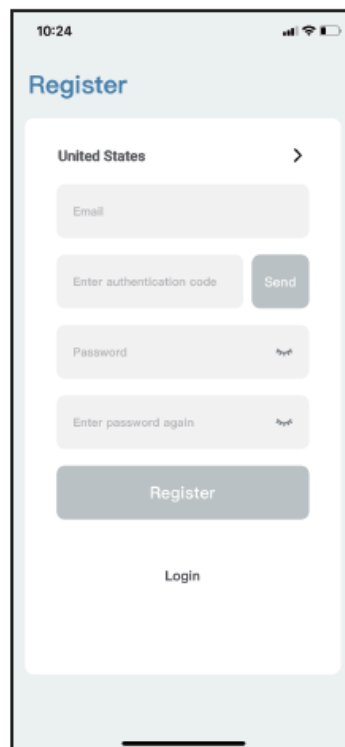 10:24
Register
United States
Email
Enter authentication code
Send
Password
Enter password again
Register
Login